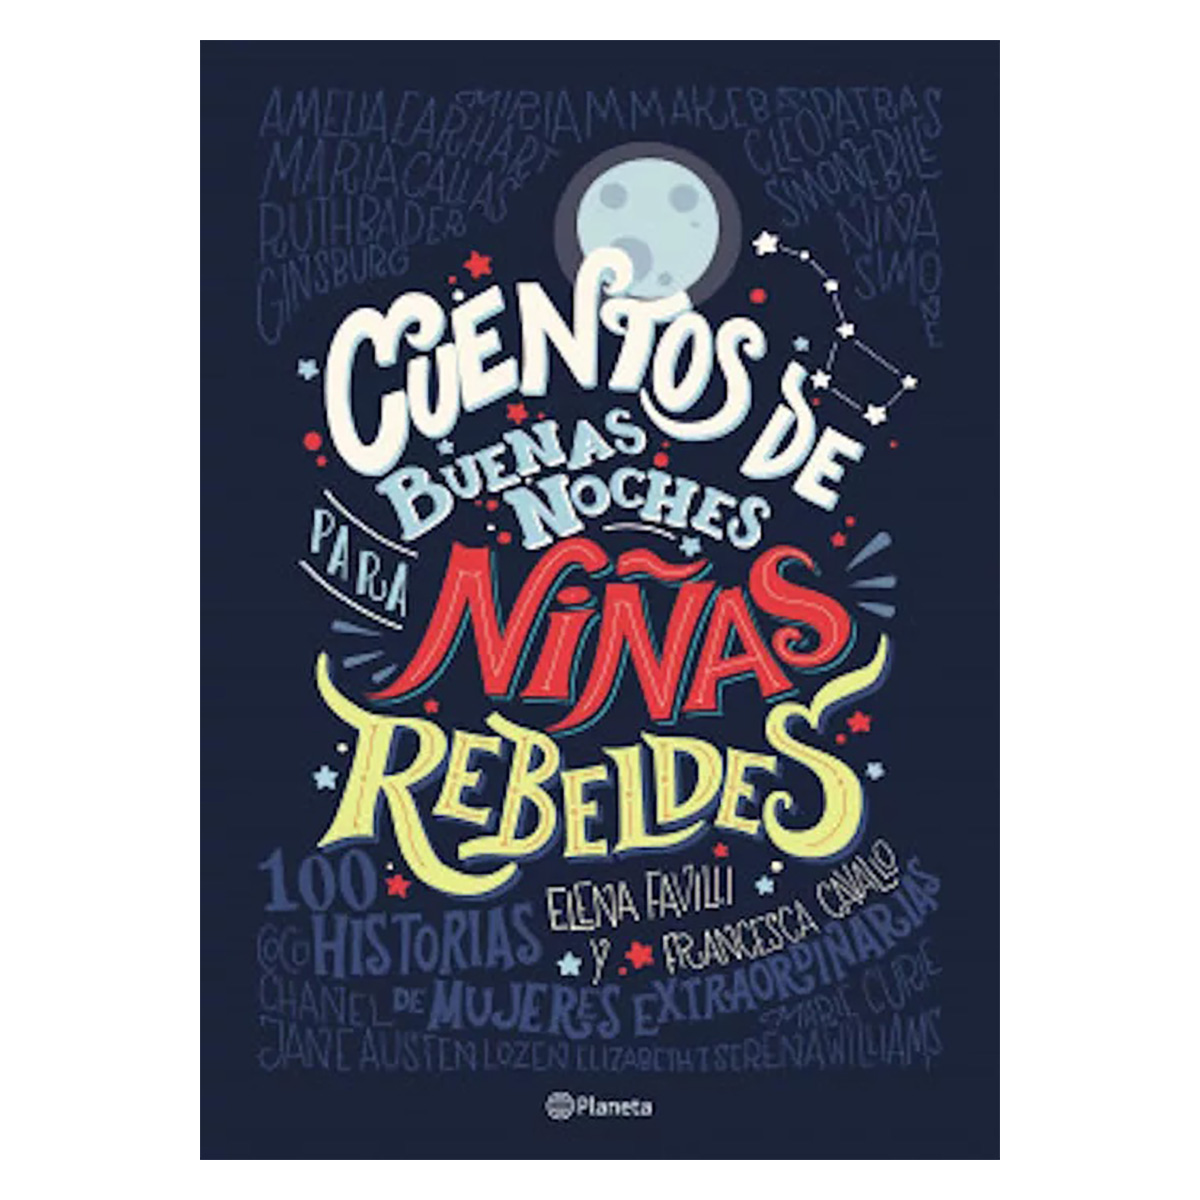 AMELIA EARHART
MIRIAM MAKEBA
CLEOPATRA
MARIA CALLAS
SIMONE BILES
RUTH BADER
GINSBURG
NINA
SIMONE
CUENTOS DE
BUENAS
NOCHES
PARA
NIÑAS
REBELDES
100
HISTORIAS
DE MUJERES EXTRAORDINARIAS
ELENA FAVILLI
Y FRANCESCA CAVALLO
COCO
CHANEL
MARIE CURIE
JANE AUSTEN LOZEN ELIZABETH I SERENA WILLIAMS
Planeta